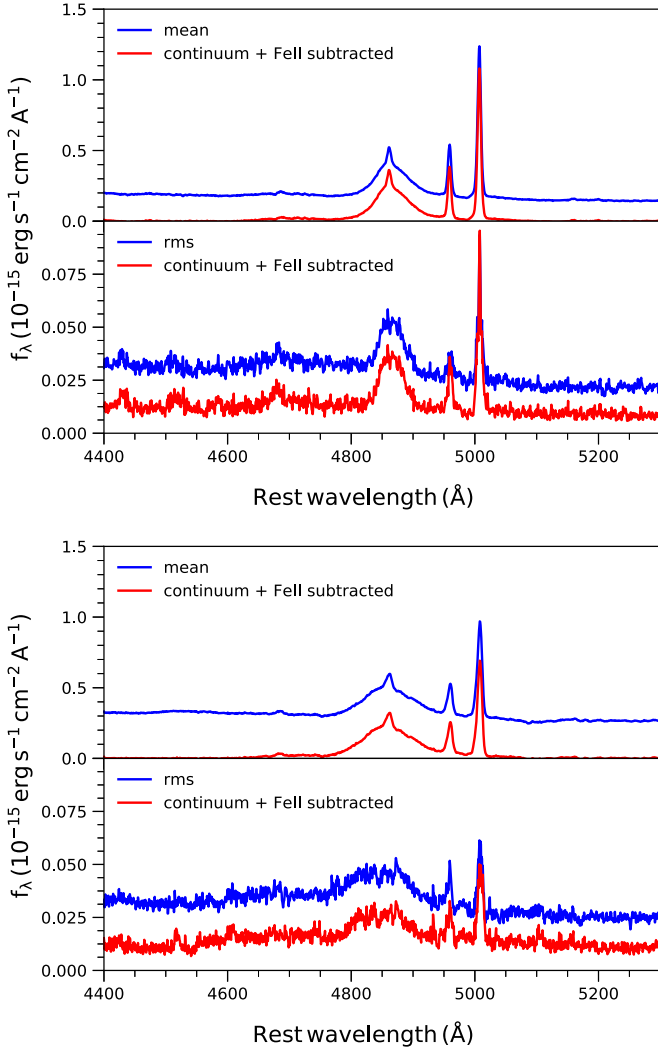 1.5
mean
continuum + FeII subtracted
1.0
0.5
0.0
rms
0.075
continuum + FeII subtracted
0.050
0.025
0.000
4400 4600 4800 5000 5200
Rest wavelength (Å)
f_λ (10⁻¹⁵ erg s⁻¹ cm⁻² A⁻¹)
1.5
mean
continuum + FeII subtracted
1.0
0.5
0.0
rms
0.075
continuum + FeII subtracted
0.050
0.025
0.000
4400 4600 4800 5000 5200
Rest wavelength (Å)
f_λ (10⁻¹⁵ erg s⁻¹ cm⁻² A⁻¹)